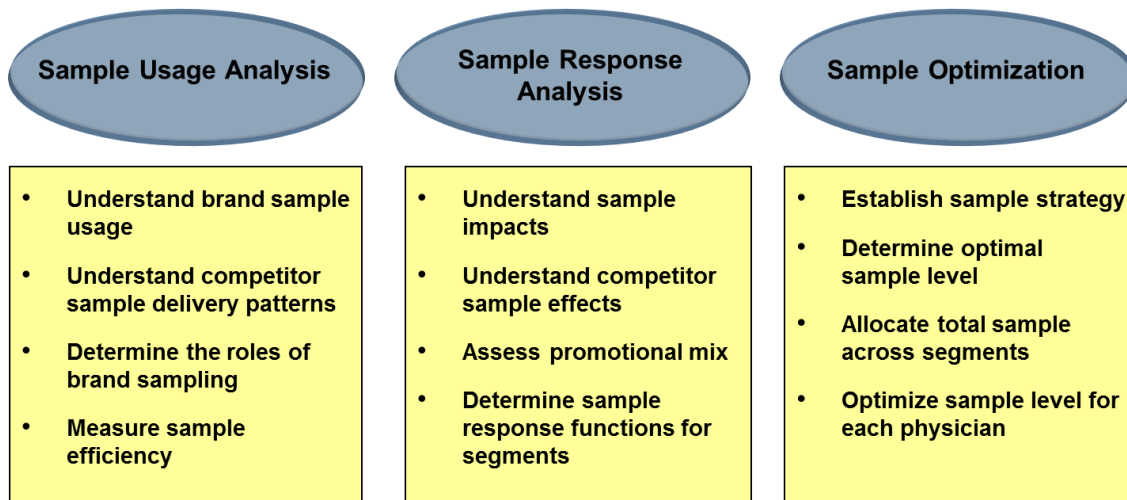 Sample Usage Analysis
Sample Response
Analysis
Sample Optimization
• Understand brand sample
usage
• Understand competitor
sample delivery patterns
• Determine the roles of
brand sampling
• Measure sample
efficiency
• Understand sample
impacts
• Understand competitor
sample effects
• Assess promotional mix
• Determine sample
response functions for
segments
• Establish sample strategy
• Determine optimal
sample level
• Allocate total sample
across segments
• Optimize sample level for
each physician